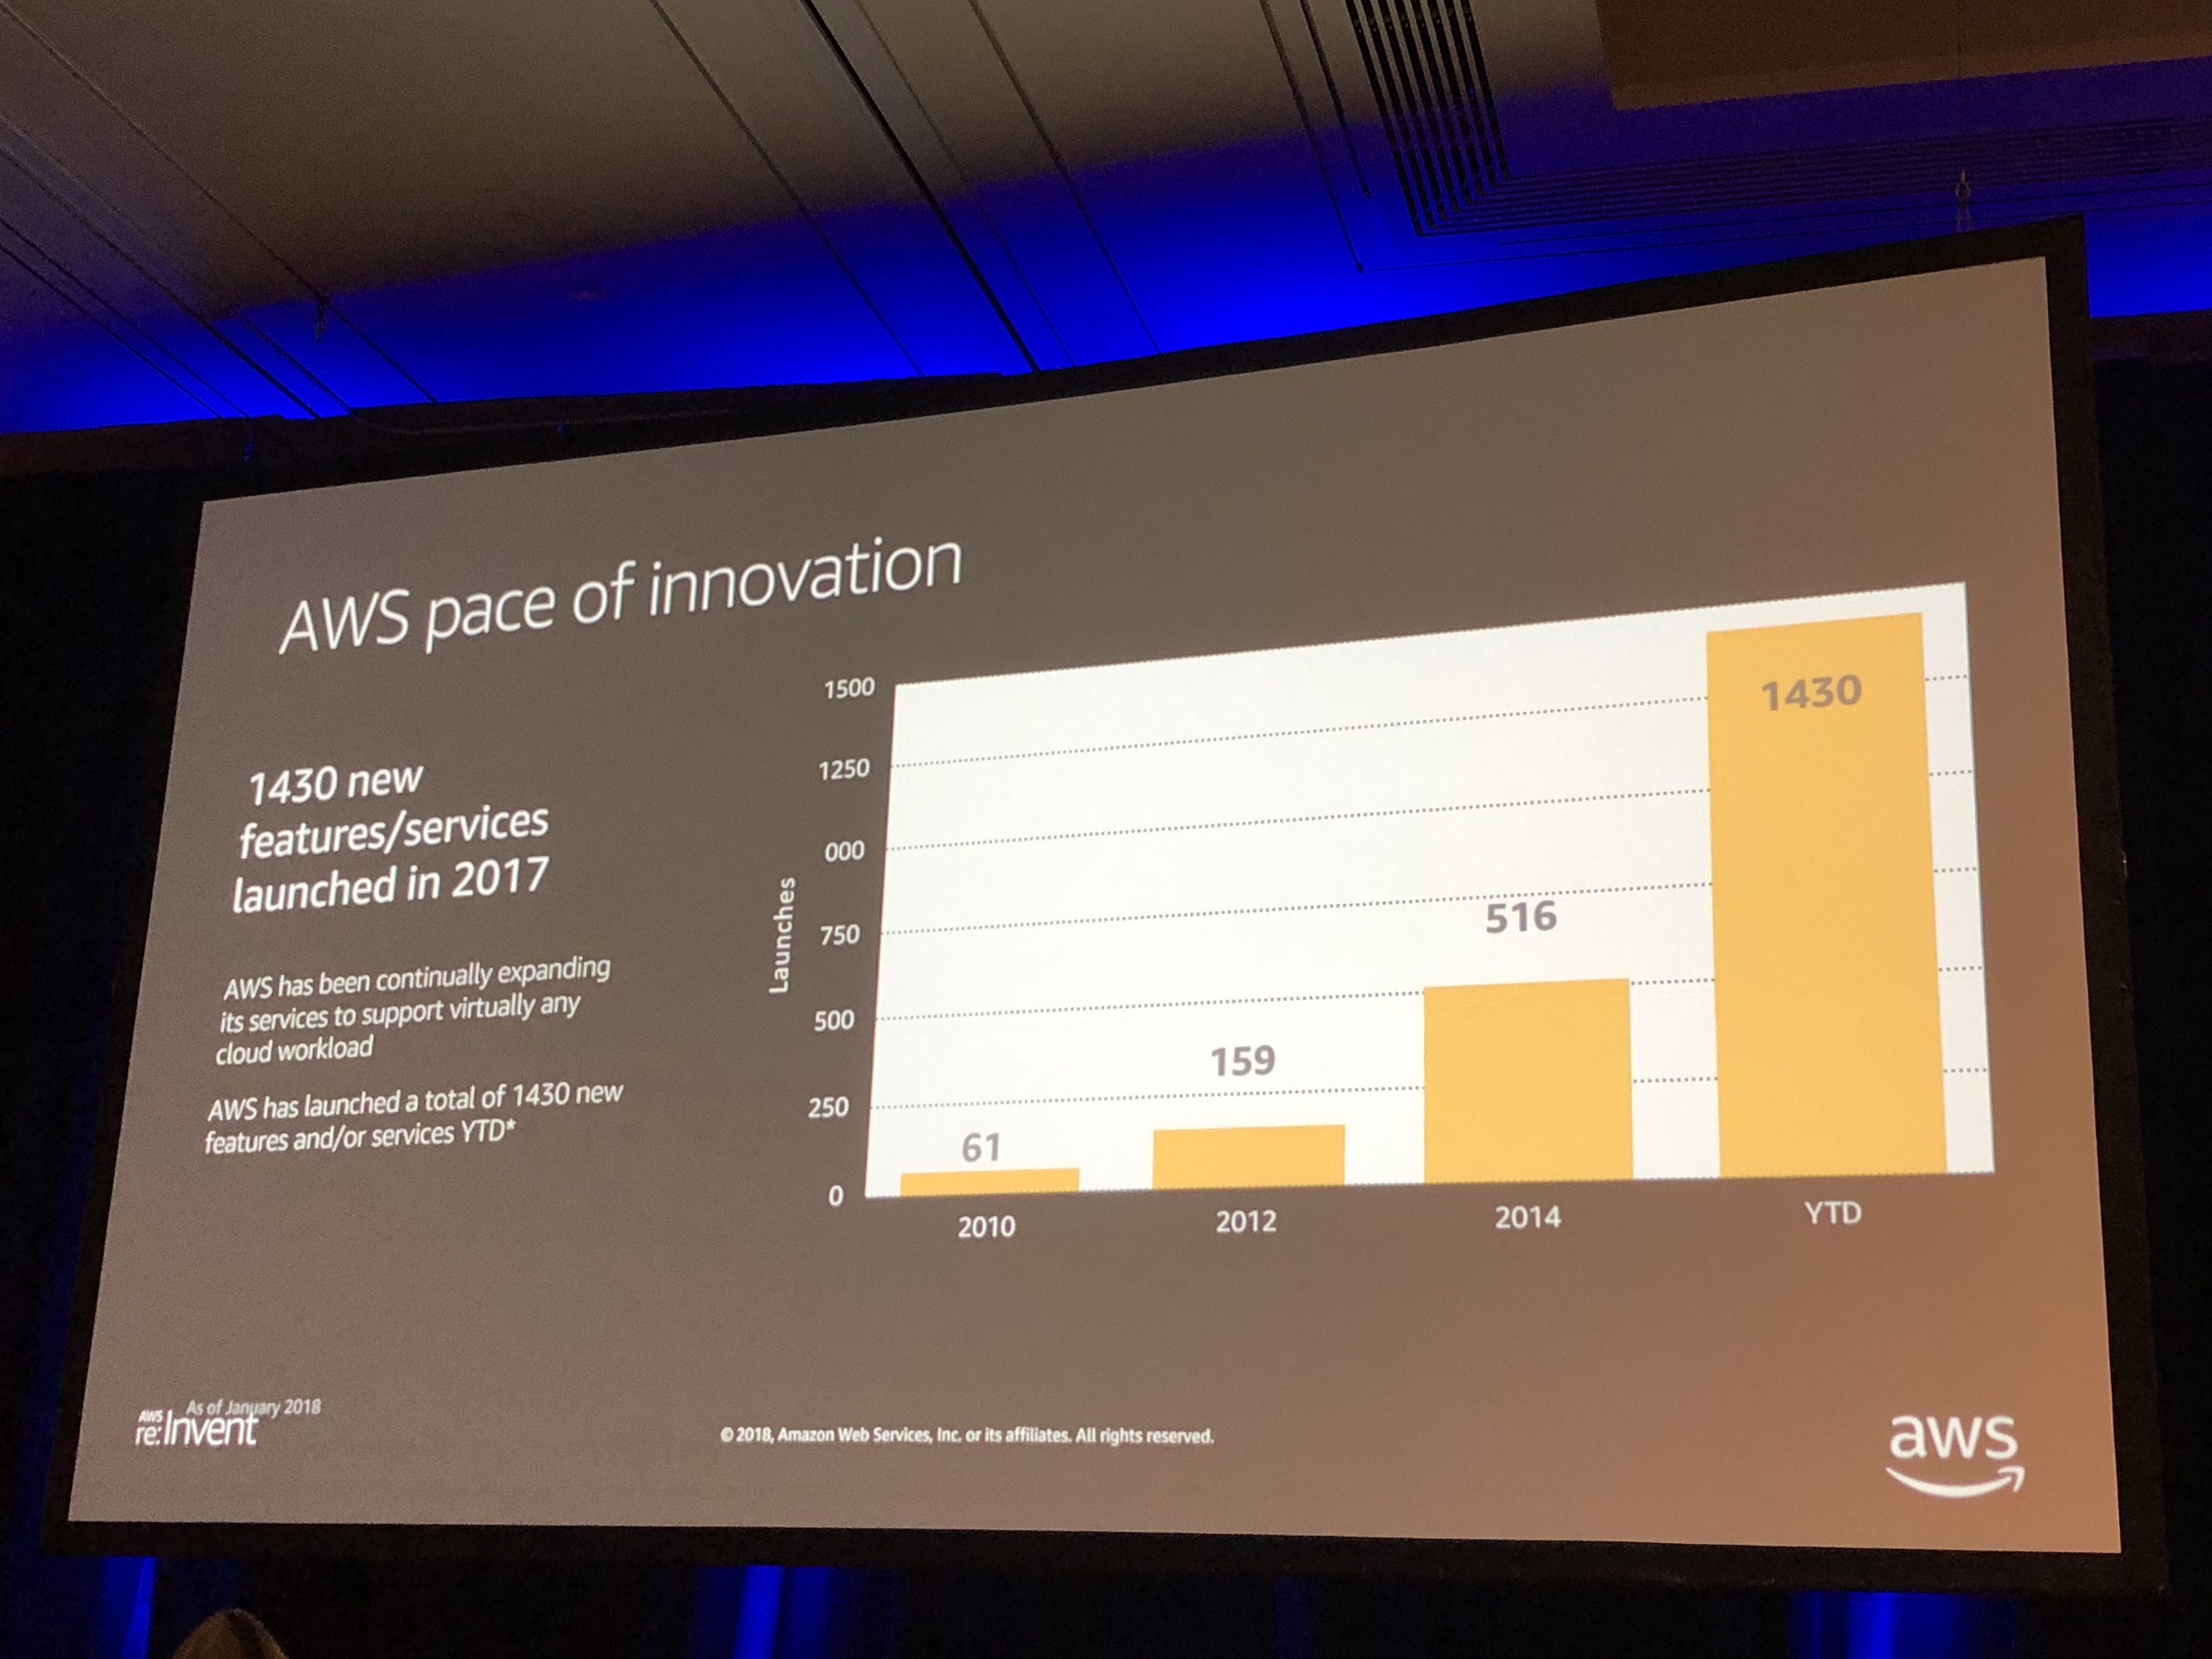 AWS pace of innovation
1430 new
features/services
launched in 2017
AWS has been continually expanding
its services to support virtually any
cloud workload
AWS has launched a total of 1430 new
features and/or services YTD*
Launches
1500
1250
000
750
500
250
0
61
159
516
1430
2010
2012
2014
YTD
As of January 2018
AWS
re:Invent
© 2018, Amazon Web Services, Inc. or its affiliates. All rights reserved.
aws